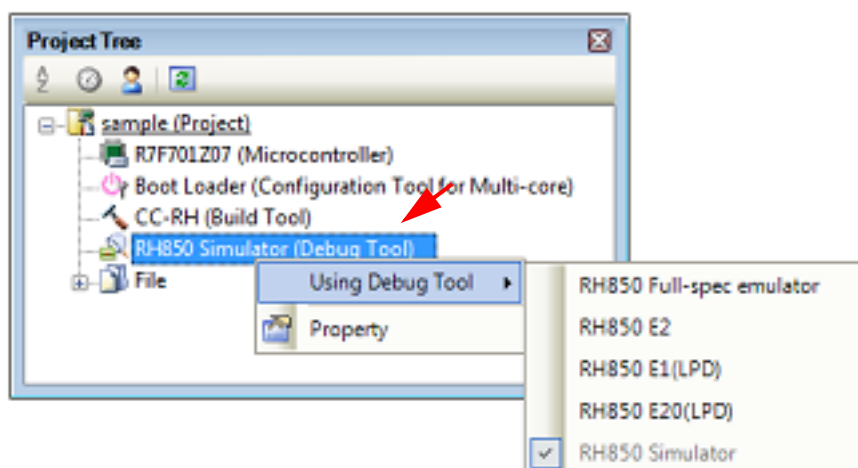 Project Tree
sample (Project)
R7F701Z07 (Microcontroller)
Boot Loader (Configuration Tool for Multi-core)
CC-RH (Build Tool)
RH850 Simulator (Debug Tool)
File
Using Debug Tool
Property
RH850 Full-spec emulator
RH850 E2
RH850 E1(LPD)
RH850 E20(LPD)
RH850 Simulator